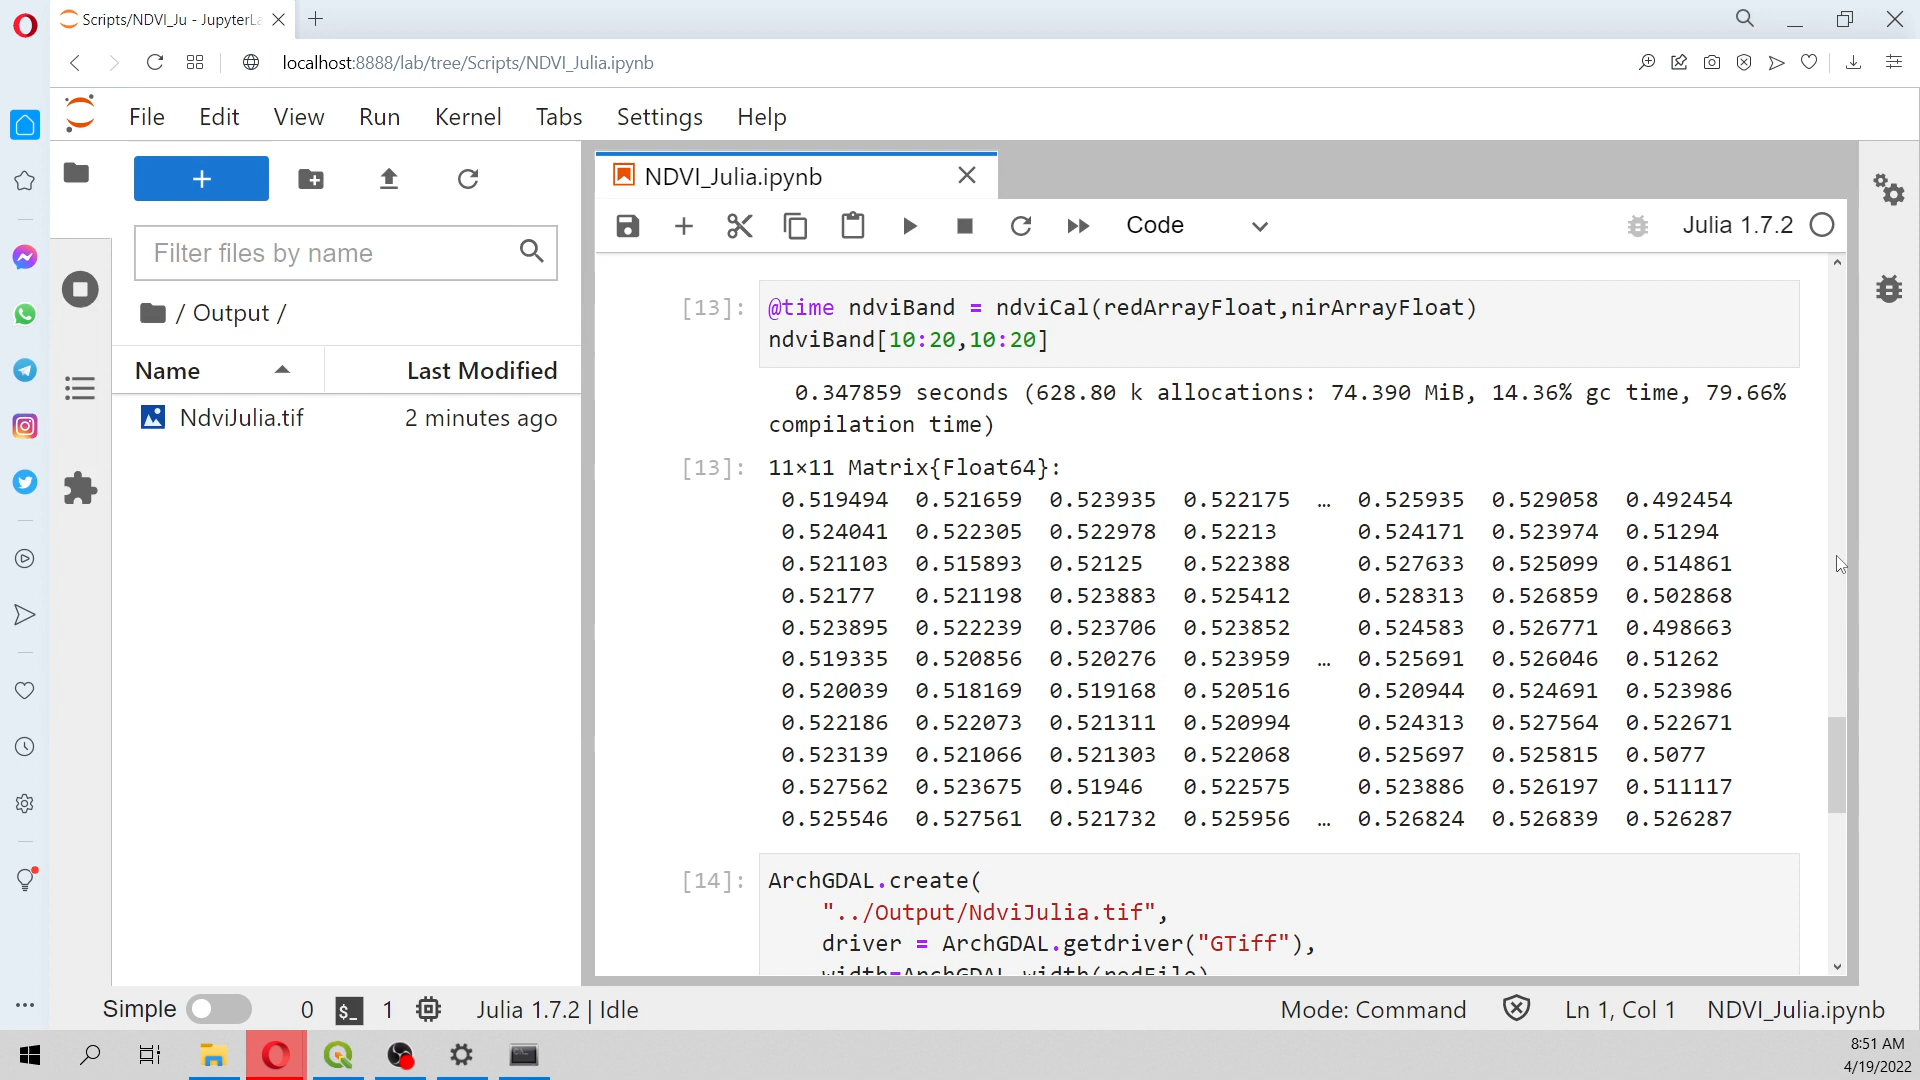 Scripts/NDVI_Ju - JupyterLa
localhost:8888/lab/tree/Scripts/NDVI_Julia.ipynb
File Edit View Run Kernel Tabs Settings Help
NDVI_Julia.ipynb
Code
Julia 1.7.2
Filter files by name
/ Output /
Name Last Modified
NdviJulia.tif 2 minutes ago
[13]: @time ndviBand = ndviCal(redArrayFloat,nirArrayFloat)
ndviBand[10:20,10:20]
0.347859 seconds (628.80 k allocations: 74.390 MiB, 14.36% gc time, 79.66%
compilation time)
[13]: 11×11 Matrix{Float64}:
0.519494 0.521659 0.523935 0.522175 … 0.525935 0.529058 0.492454
0.524041 0.522305 0.522978 0.52213 0.524171 0.523974 0.51294
0.521103 0.515893 0.52125 0.522388 0.527633 0.525099 0.514861
0.52177 0.521198 0.523883 0.525412 0.528313 0.526859 0.502868
0.523895 0.522239 0.523706 0.523852 0.524583 0.526771 0.498663
0.519335 0.520856 0.520276 0.523959 … 0.525691 0.526046 0.51262
0.520039 0.518169 0.519168 0.520516 0.520944 0.524691 0.523986
0.522186 0.522073 0.521311 0.520994 0.524313 0.527564 0.522671
0.523139 0.521066 0.521303 0.522068 0.525697 0.525815 0.5077
0.527562 0.523675 0.51946 0.522575 0.523886 0.526197 0.511117
0.525546 0.527561 0.521732 0.525956 … 0.526824 0.526839 0.526287
[14]: ArchGDAL.create(
"../Output/NdviJulia.tif",
driver = ArchGDAL.getdriver("GTiff"),
width=ArchGDAL.width(redFile)
Simple 0 $_ 1 Julia 1.7.2 | Idle Mode: Command Ln 1, Col 1 NDVI_Julia.ipynb
8:51 AM
4/19/2022